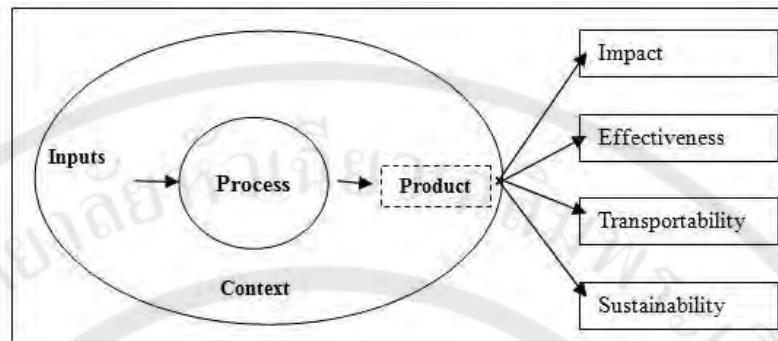 Impact
Effectiveness
Inputs
Process
Product
Transportability
Context
Sustainability